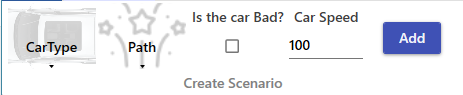 Is the car Bad? Car Speed
CarType Path 100 Add
Create Scenario